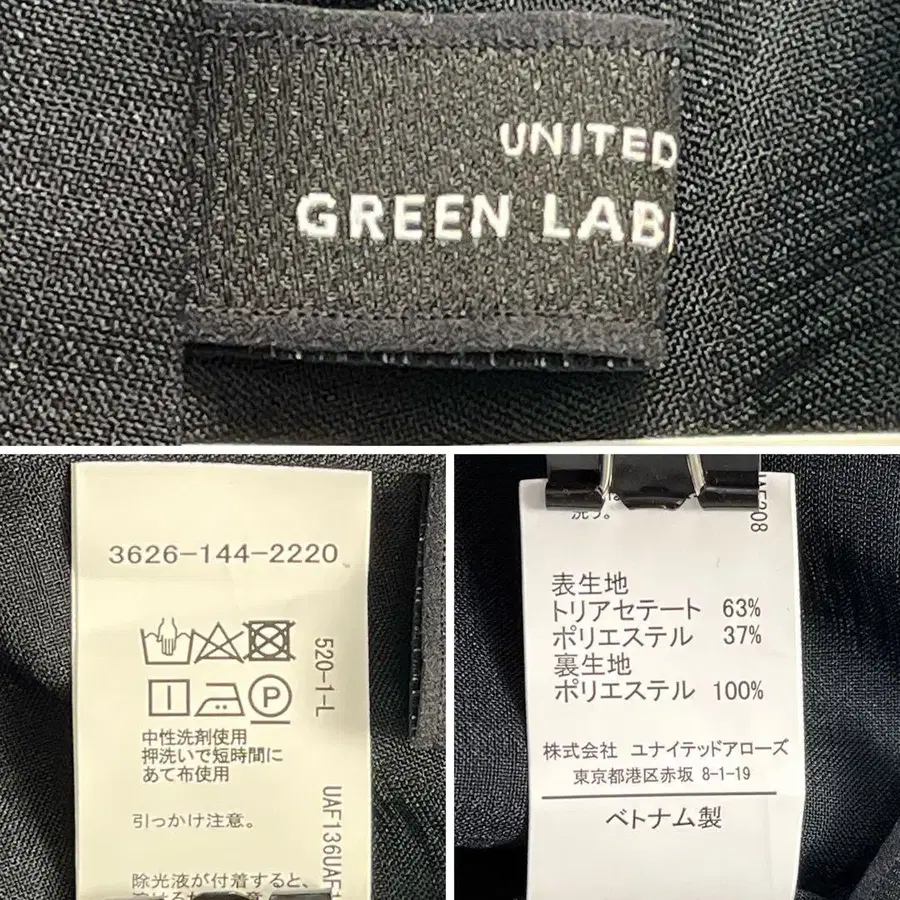 UNITED
GREEN LAB
3626-144-2220
520-1-L
中性洗剤使用
押洗いで短時間に
あて布使用
UAF136UAF
引っかけ注意。
除光液が付着すると、
洗う。
表生地
トリアセテート 63%
ポリエステル 37%
裏生地
ポリエステル 100%
株式会社 ユナイテッドアローズ
東京都港区赤坂 8-1-19
ベトナム製